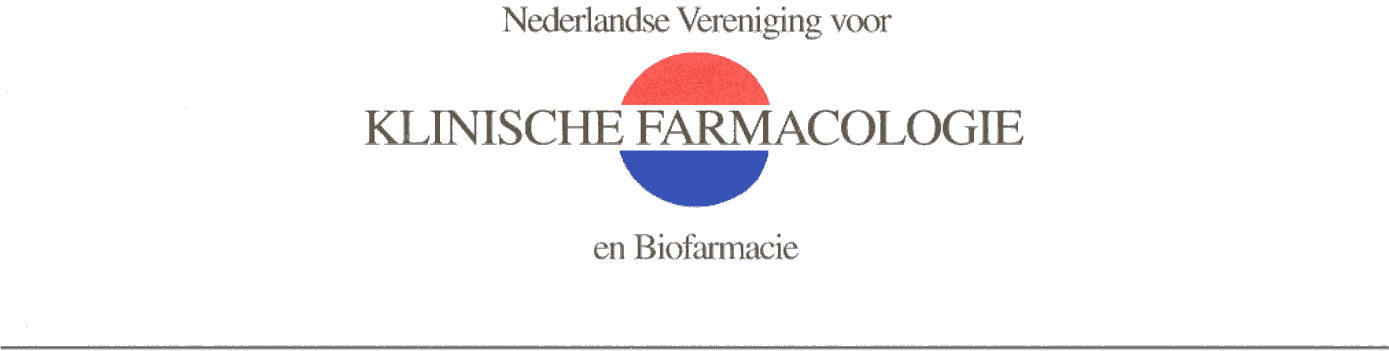 Nederlandse Vereniging voor
KLINISCHE FARMACOLOGIE
en Biofarmacie